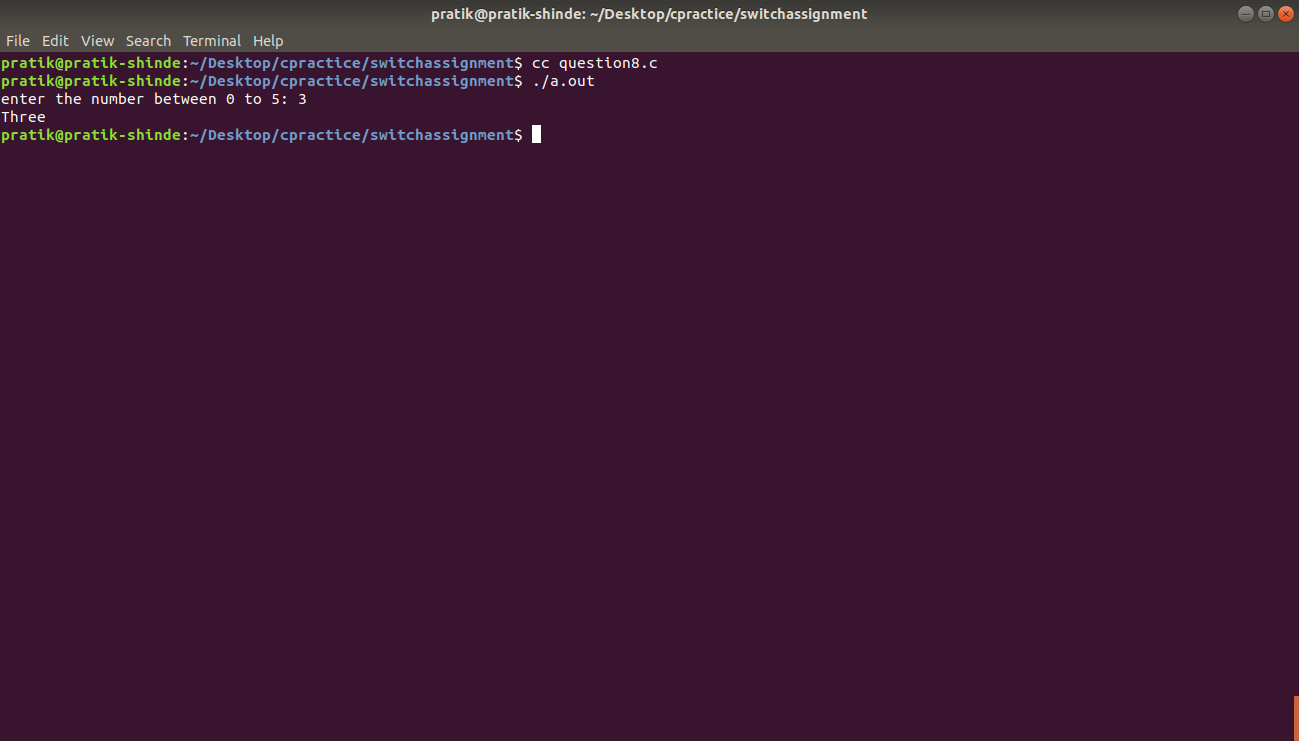 pratik@pratik-shinde: ~/Desktop/cpractice/switchassignment
File Edit View Search Terminal Help
pratik@pratik-shinde:~/Desktop/cpractice/switchassignment$ cc question8.c
pratik@pratik-shinde:~/Desktop/cpractice/switchassignment$ ./a.out
enter the number between 0 to 5: 3
Three
pratik@pratik-shinde:~/Desktop/cpractice/switchassignment$